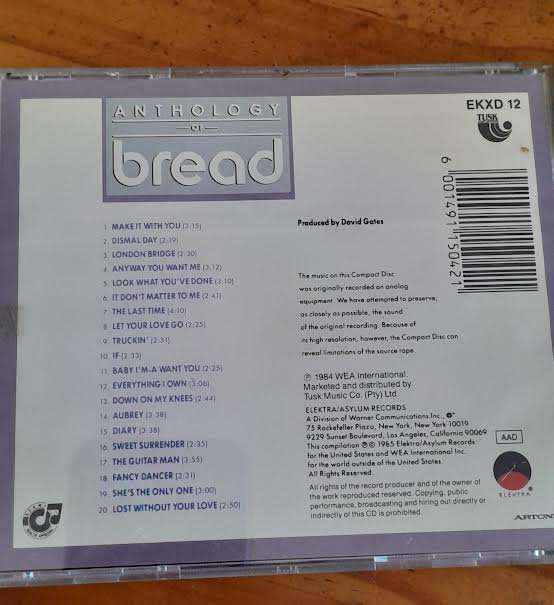 ANTHOLOGY
OF
bread
EKXD 12
TUSK
6 001491 150421
1. MAKE IT WITH YOU (3:15)
2. DISMAL DAY (2:19)
3. LONDON BRIDGE (2:30)
4. ANYWAY YOU WANT ME (3:12)
5. LOOK WHAT YOU'VE DONE (3:10)
6. IT DON'T MATTER TO ME (2:41)
7. THE LAST TIME (4:10)
8. LET YOUR LOVE GO (2:25)
9. TRUCKIN' (2:31)
10. IF (2:33)
11. BABY I'M-A WANT YOU (2:25)
12. EVERYTHING I OWN (3:06)
13. DOWN ON MY KNEES (2:44)
14. AUBREY (3:38)
15. DIARY (3:38)
16. SWEET SURRENDER (2:35)
17. THE GUITAR MAN (3:55)
18. FANCY DANCER (3:31)
19. SHE'S THE ONLY ONE (3:00)
20. LOST WITHOUT YOUR LOVE (2:50)
Produced by David Gates
The music on this Compact Disc
was originally recorded on analog
equipment. We have attempted to preserve,
as closely as possible, the sound
of the original recording. Because of
its high resolution, however, the Compact Disc can
reveal limitations of the source tape.
℗ 1984 WEA International.
Marketed and distributed by
Tusk Music Co. (Pty) Ltd
ELEKTRA/ASYLUM RECORDS
A Division of Warner Communications Inc.,
75 Rockefeller Plaza, New York, New York 10019
9229 Sunset Boulevard, Los Angeles, California 90069
This compilation ℗ © 1985 Elektra/Asylum Records
for the United States and WEA International Inc.
for the world outside of the United States.
All Rights Reserved.
AAD
All rights of the record producer and of the owner of
the work reproduced reserved. Copying, public
performance, broadcasting and hiring out directly or
indirectly of this CD is prohibited.
ELEKTRA